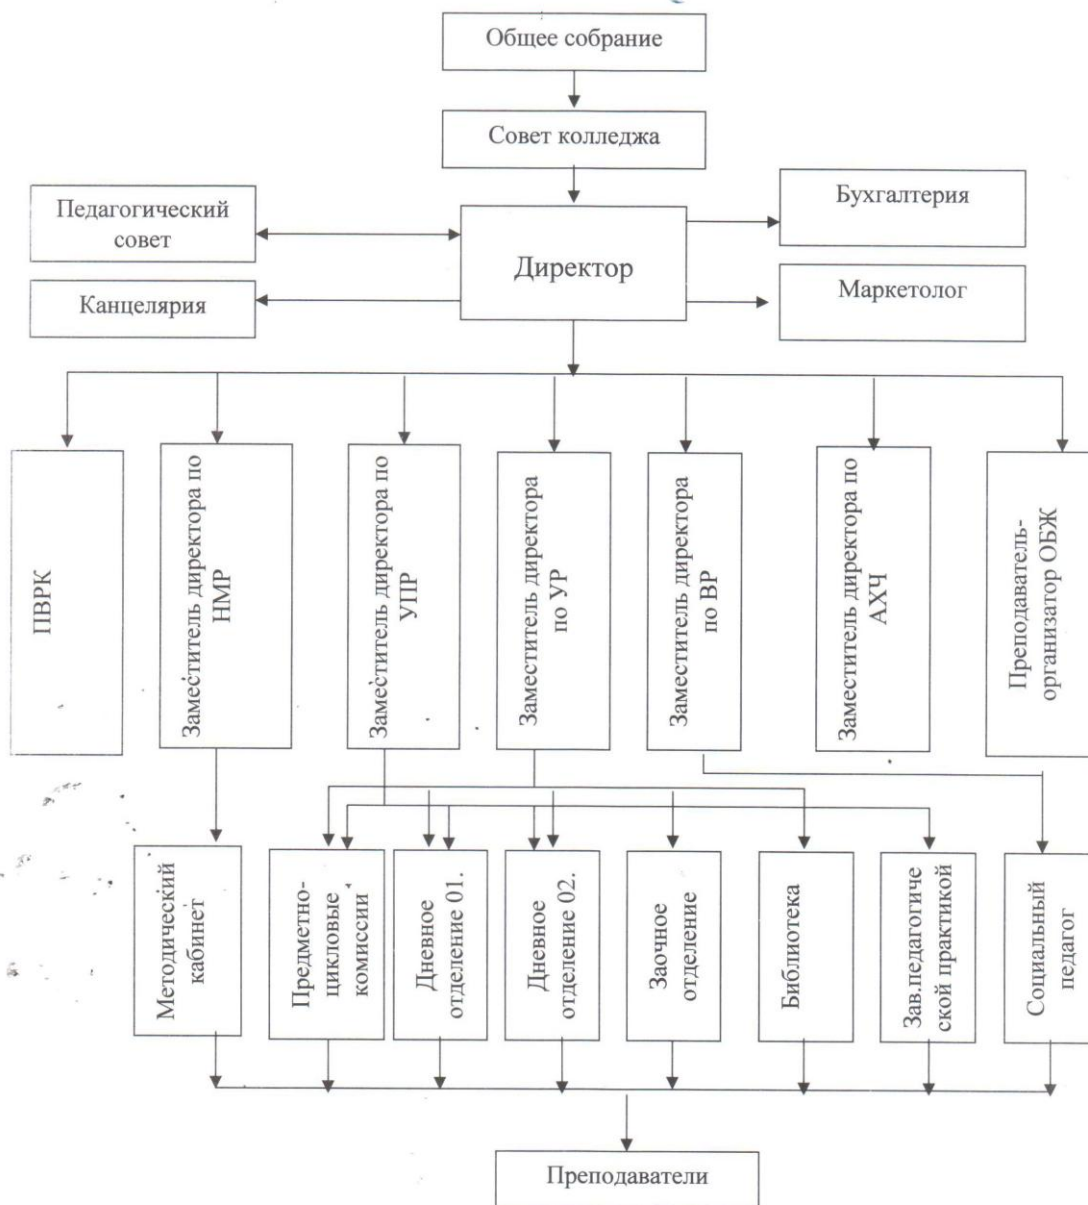 Общее собрание
Совет колледжа
Педагогический
совет
Бухгалтерия
Директор
Канцелярия
Маркетолог
ПВРК
Заместитель директора по
НМР
Заместитель директора по
УПР
Заместитель директора
по УР
Заместитель директора
по ВР
Заместитель директора по
АХЧ
Преподаватель-
организатор ОБЖ
Методический
кабинет
Предметно-
цикловые
комиссии
Дневное
отделение 01.
Дневное
отделение 02.
Заочное
отделение
Библиотека
Зав.педагогиче
ской практикой
Социальный
педагог
Преподаватели